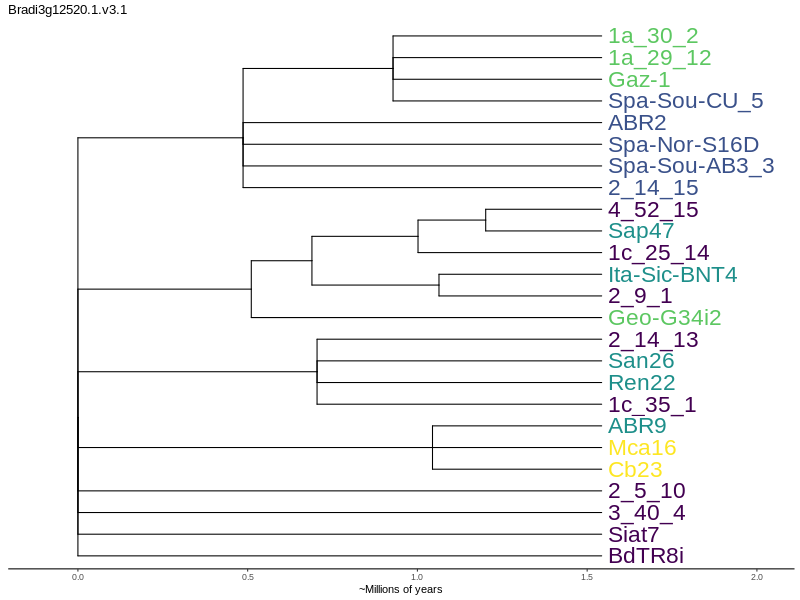 Bradi3g12520.1.v3.1
1a_30_2
1a_29_12
Gaz-1
Spa-Sou-CU_5
ABR2
Spa-Nor-S16D
Spa-Sou-AB3_3
2_14_15
4_52_15
Sap47
1c_25_14
Ita-Sic-BNT4
2_9_1
Geo-G34i2
2_14_13
San26
Ren22
1c_35_1
ABR9
Mca16
Cb23
2_5_10
3_40_4
Siat7
BdTR8i
0.0 0.5 1.0 1.5 2.0
~Millions of years